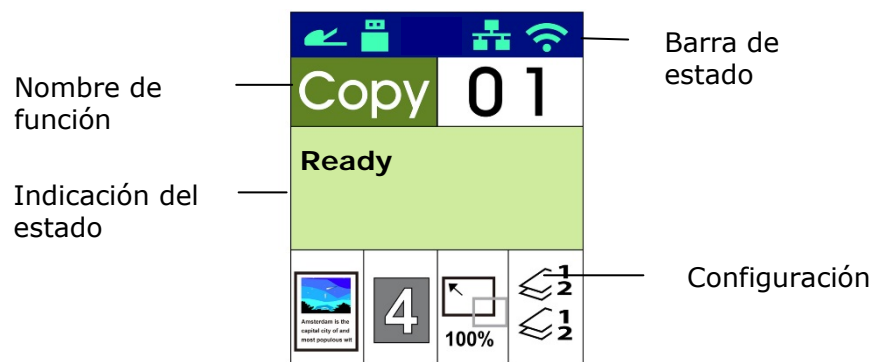 Barra de
estado
Nombre de
función
Copy 01
Ready
Indicación del
estado
Amsterdam is the
capital city of and
most populous wit
4
100%
1
2
1
2
Configuración